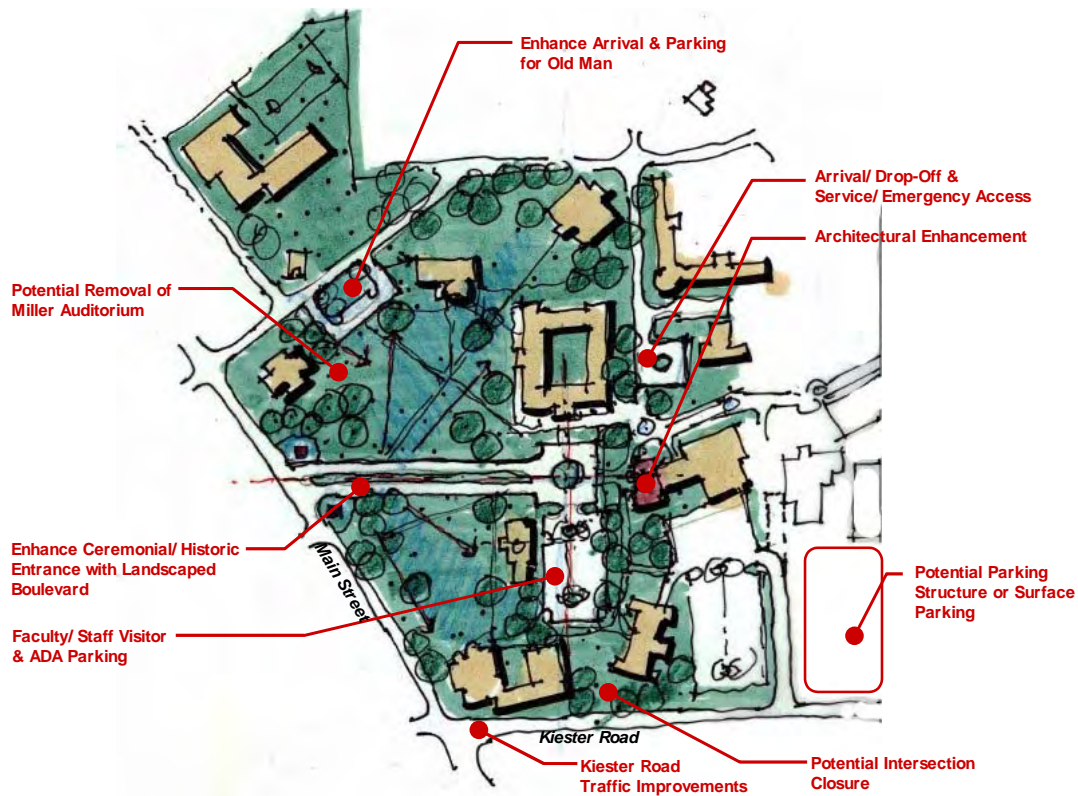 Enhance Arrival & Parking
for Old Man
Arrival/ Drop-Off &
Service/ Emergency Access
Architectural Enhancement
Potential Removal of
Miller Auditorium
Enhance Ceremonial/ Historic
Entrance with Landscaped
Boulevard
Main Street
Faculty/ Staff Visitor
& ADA Parking
Potential Parking
Structure or Surface
Parking
Kiester Road
Kiester Road
Traffic Improvements
Potential Intersection
Closure